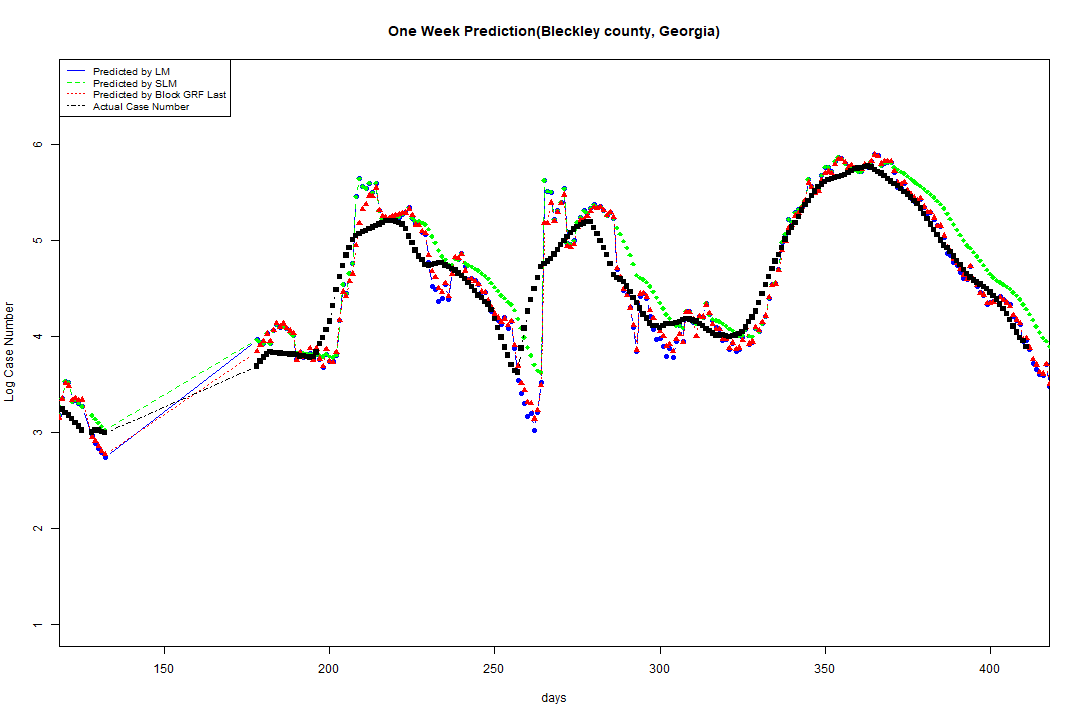 One Week Prediction(Bleckley county, Georgia)
Predicted by LM
Predicted by SLM
Predicted by Block GRF Last
Actual Case Number
6
5
4
3
2
1
Log Case Number
150 200 250 300 350 400
days